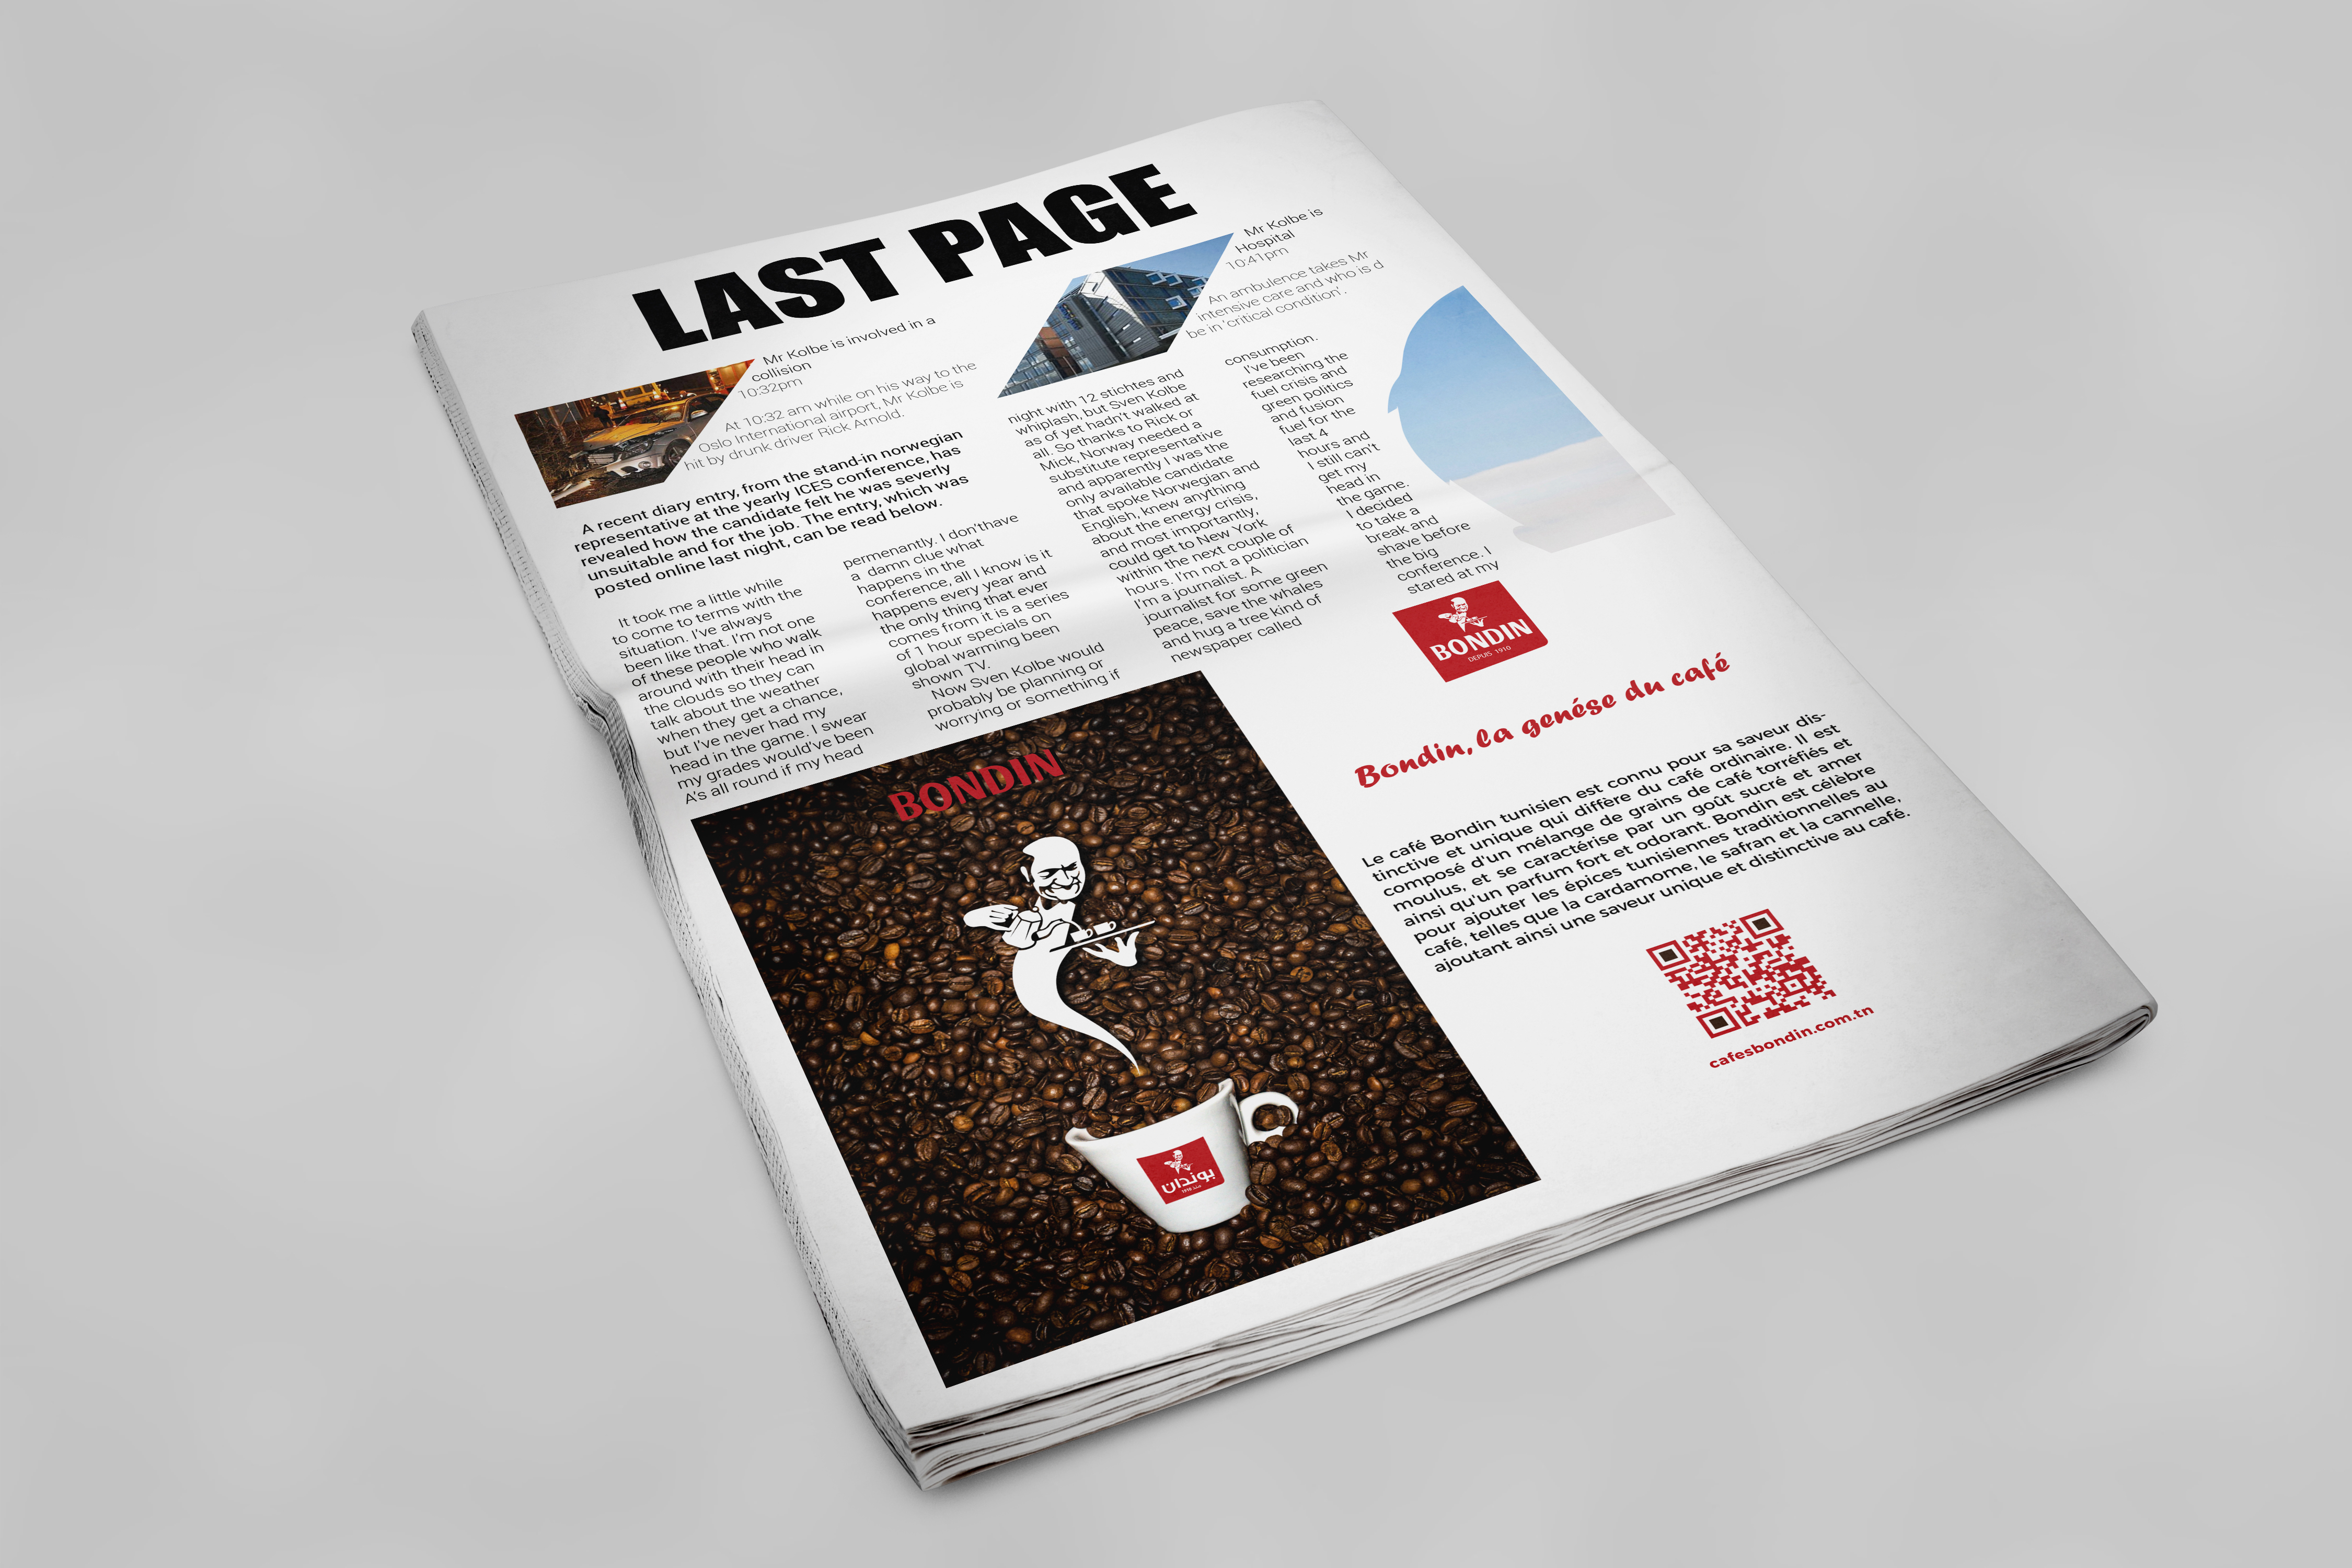 LAST PAGE
Mr Kolbe is involved in a
collision
10:32pm
At 10:32 am while on his way to the
Oslo International airport, Mr Kolbe is
hit by drunk driver Rick Arnold.
Mr Kolbe is
Hospital
10:41pm
An ambulence takes Mr
intensive care and who is d
be in 'critical condition'.
A recent diary entry, from the stand-in norwegian
representative at the yearly ICES conference, has
revealed how the candidate felt he was severly
unsuitable and for the job. The entry, which was
posted online last night, can be read below.
It took me a little while
to come to terms with the
situation. I've always
been like that. I'm not one
of these people who walk
around with their head in
the clouds so they can
talk about the weather
when they get a chance,
but I've never had my
head in the game. I swear
my grades would've been
A's all round if my head
permenantly. I don'thave
a damn clue what
happens in the
conference, all I know is it
happens every year and
the only thing that ever
comes from it is a series
of 1 hour specials on
global warming been
shown TV.
Now Sven Kolbe would
probably be planning or
worrying or something if
night with 12 stichtes and
whiplash, but Sven Kolbe
as of yet hadn't walked at
all. So thanks to Rick or
Mick, Norway needed a
substitute representative
and apparently I was the
only available candidate
that spoke Norwegian and
English, knew anything
about the energy crisis,
and most importantly,
could get to New York
within the next couple of
hours. I'm not a politician
I'm a journalist. A
journalist for some green
peace, save the whales
and hug a tree kind of
newspaper called
consumption.
I've been
researching the
fuel crisis and
green politics
and fusion
fuel for the
last 4
hours and
I still can't
get my
head in
the game.
I decided
to take a
break and
shave before
the big
conference. I
stared at my
BONDIN
DEPUIS 1910
Bondin, la genése du café
Le café Bondin tunisien est connu pour sa saveur dis-
tinctive et unique qui diffère du café ordinaire. Il est
composé d'un mélange de grains de café torréfiés et
moulus, et se caractérise par un goût sucré et amer
ainsi qu'un parfum fort et odorant. Bondin est célèbre
pour ajouter les épices tunisiennes traditionnelles au
café, telles que la cardamome, le safran et la cannelle,
ajoutant ainsi une saveur unique et distinctive au café.
cafesbondin.com.tn
BONDIN
بوندان
منذ 1910